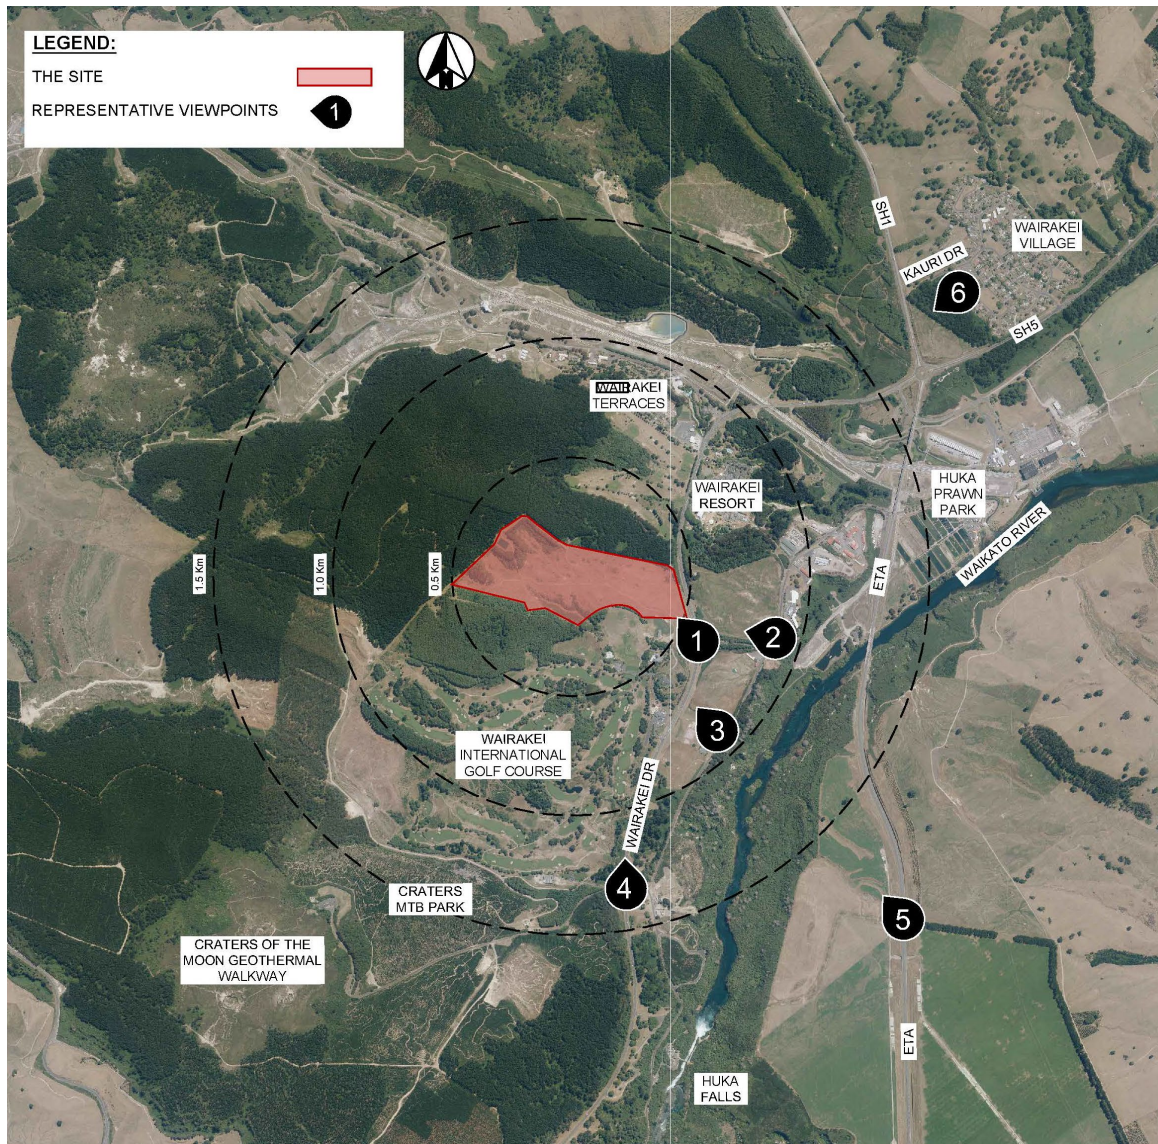 LEGEND:
THE SITE
REPRESENTATIVE VIEWPOINTS
1
SH1
WAIRAKEI
VILLAGE
KAURI DR
6
SH5
WAIRAKEI
TERRACES
WAIRAKEI
RESORT
HUKA
PRAWN
PARK
WAIKATO RIVER
1.5 Km
1.0 Km
0.5 Km
ETA
1
2
3
WAIRAKEI
INTERNATIONAL
GOLF COURSE
WAIRAKEI DR
4
CRATERS
MTB PARK
5
CRATERS OF THE
MOON GEOTHERMAL
WALKWAY
ETA
HUKA
FALLS